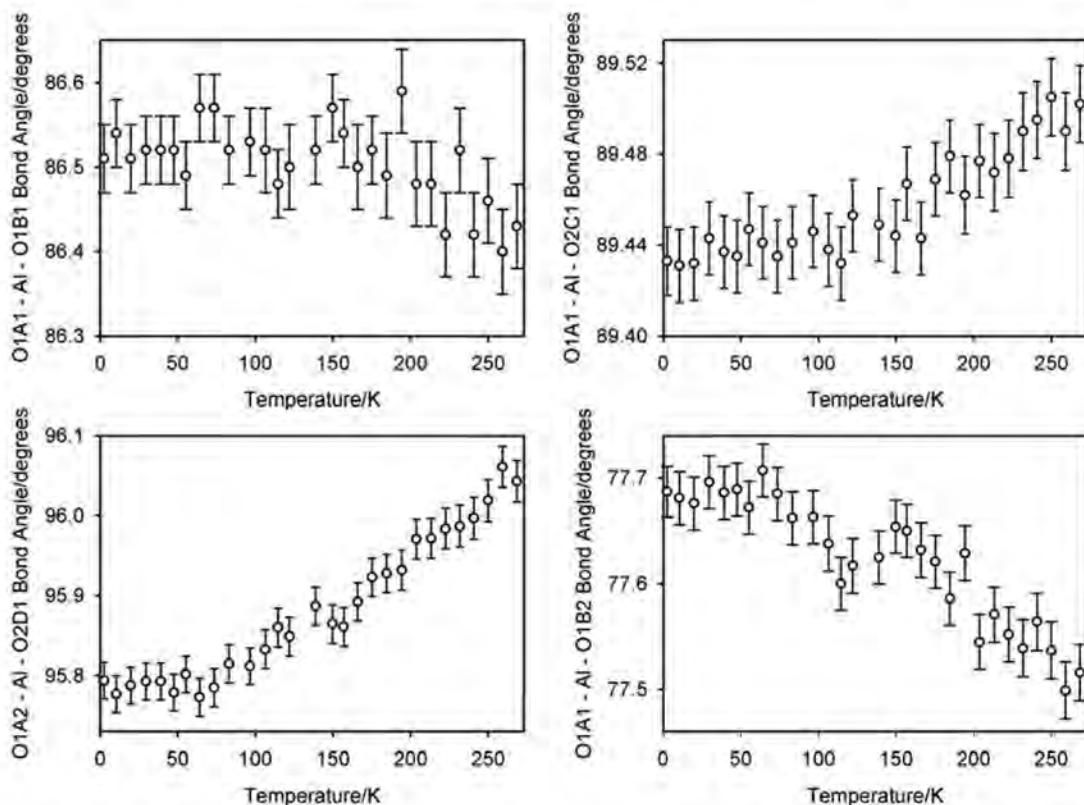 O1A1 - Al - O1B1 Bond Angle/degrees
86.6
86.5
86.4
86.3
0 50 100 150 200 250
Temperature/K
O1A1 - Al - O2C1 Bond Angle/degrees
89.52
89.48
89.44
89.40
0 50 100 150 200 250
Temperature/K
O1A2 - Al - O2D1 Bond Angle/degrees
96.1
96.0
95.9
95.8
0 50 100 150 200 250
Temperature/K
O1A1 - Al - O1B2 Bond Angle/degrees
77.7
77.6
77.5
0 50 100 150 200 250
Temperature/K